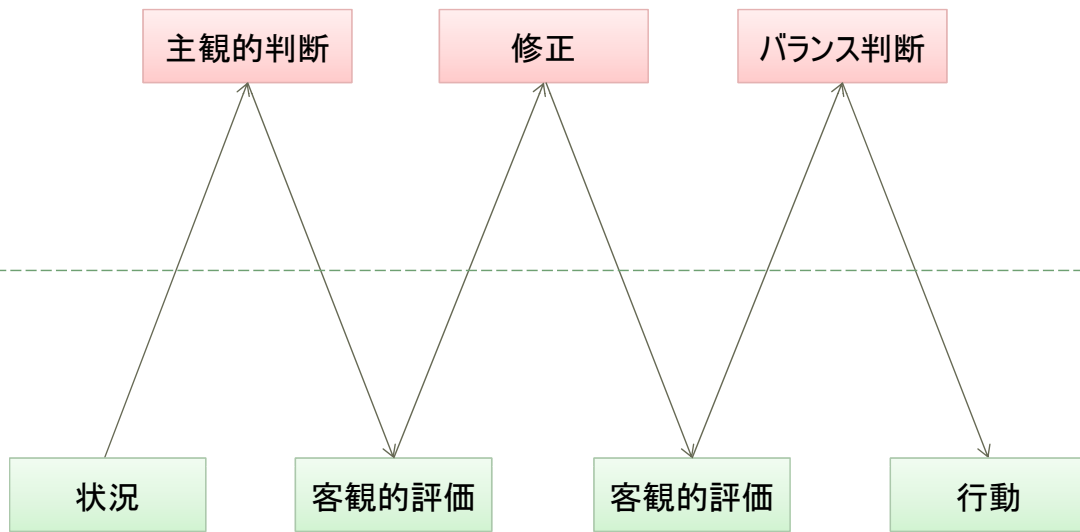 主観的判断
修正
バランス判断
状況
客観的評価
客観的評価
行動